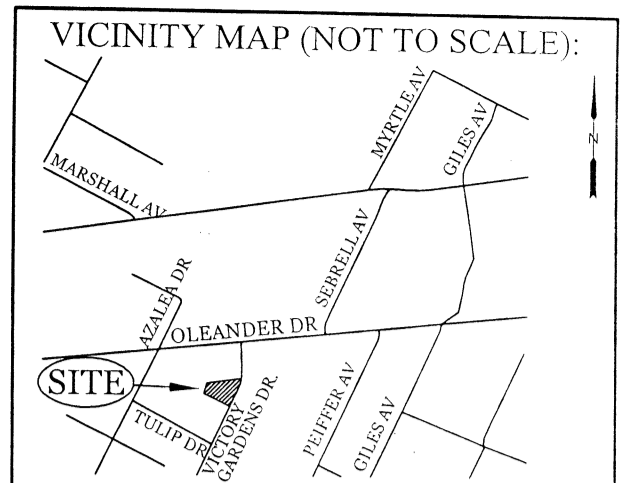 VICINITY MAP (NOT TO SCALE):
MYRTLE AV
GILES AV
N
MARSHALL AV
SEBRELL AV
AZALEA DR
OLEANDER DR
SITE
TULIP DR
VICTORY
GARDENS DR.
PEIFFER AV
GILES AV